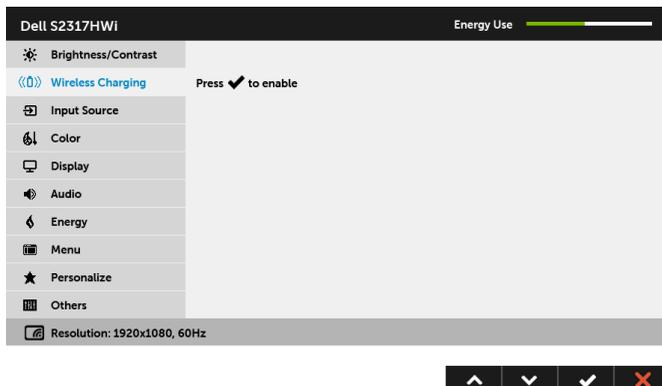 Dell S2317HWi Energy Use
Brightness/Contrast
Wireless Charging Press ✔ to enable
Input Source
Color
Display
Audio
Energy
Menu
Personalize
Others
Resolution: 1920x1080, 60Hz